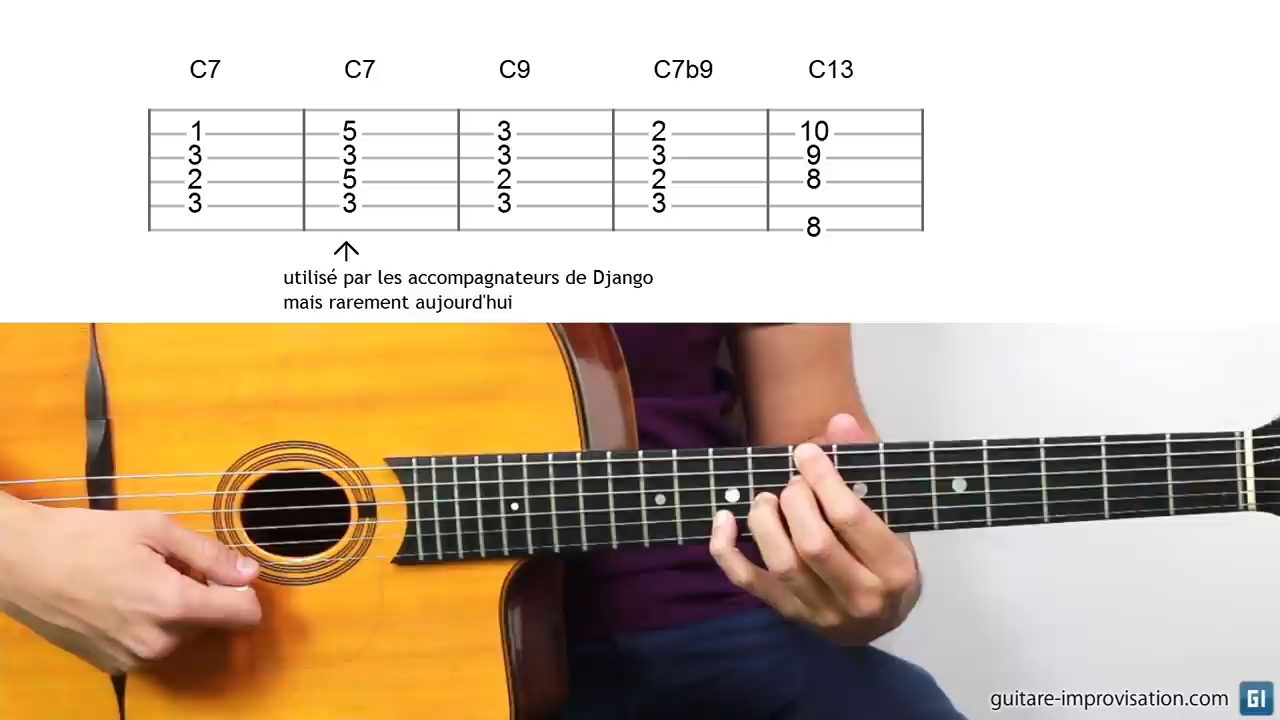 C7 C7 C9 C7b9 C13
1 5 3 2 10
3 3 3 3 9
2 5 2 2 8
3 3 3 3
8
utilisé par les accompagnateurs de Django
mais rarement aujourd'hui
guitare-improvisation.com GI